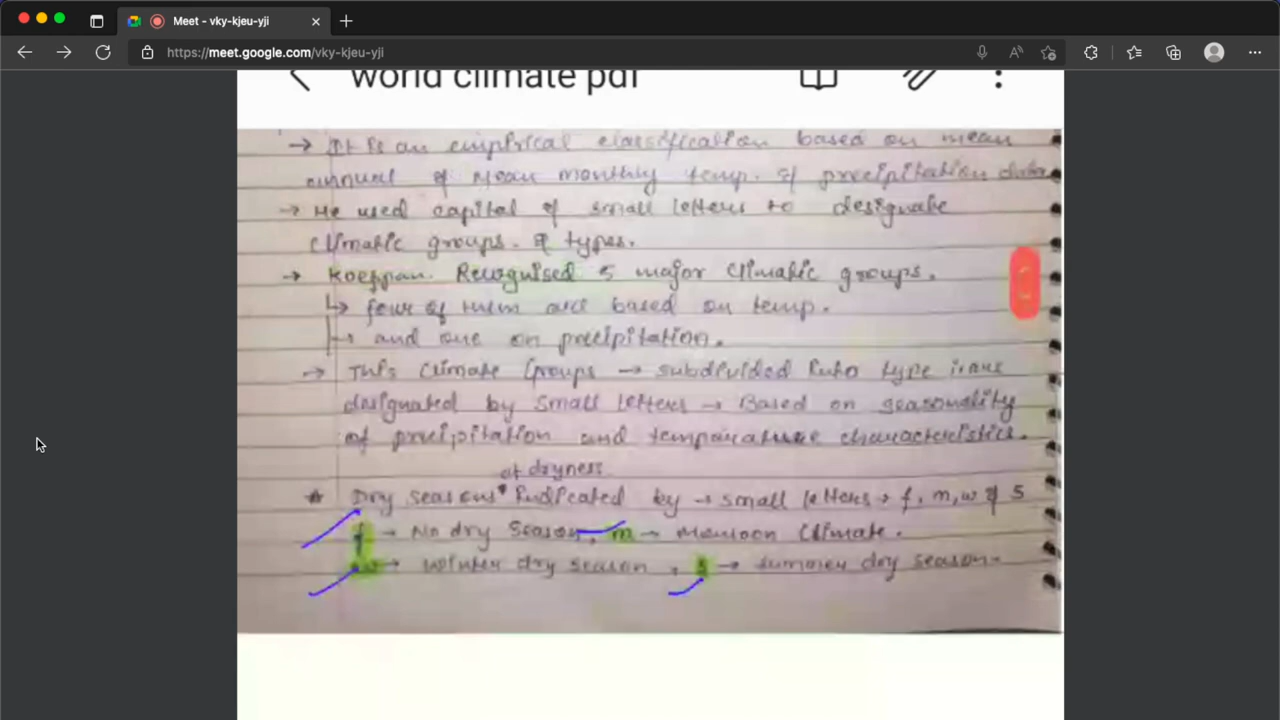 Meet - vky-kjeu-yji
https://meet.google.com/vky-kjeu-yji
world climate pdf
→ It is an empirical classification based on mean
annual & Mean monthly temp. & precipitation data
→ He used capital & small letters to designate
climatic groups. & types.
→ Koeppan. Recognised 5 major climatic groups.
↳ four of them are based on temp.
↳ and one on precipitation.
→ This Climate Groups → subdivided into type
designated by small letters → Based on seasonality
of precipitation and temparature characteristics.
of dryness
* Dry seasons Indicated by → small letters → f, m, w & s
f → No dry season, m → monsoon climate.
w → winter dry season, s → summer dry season.